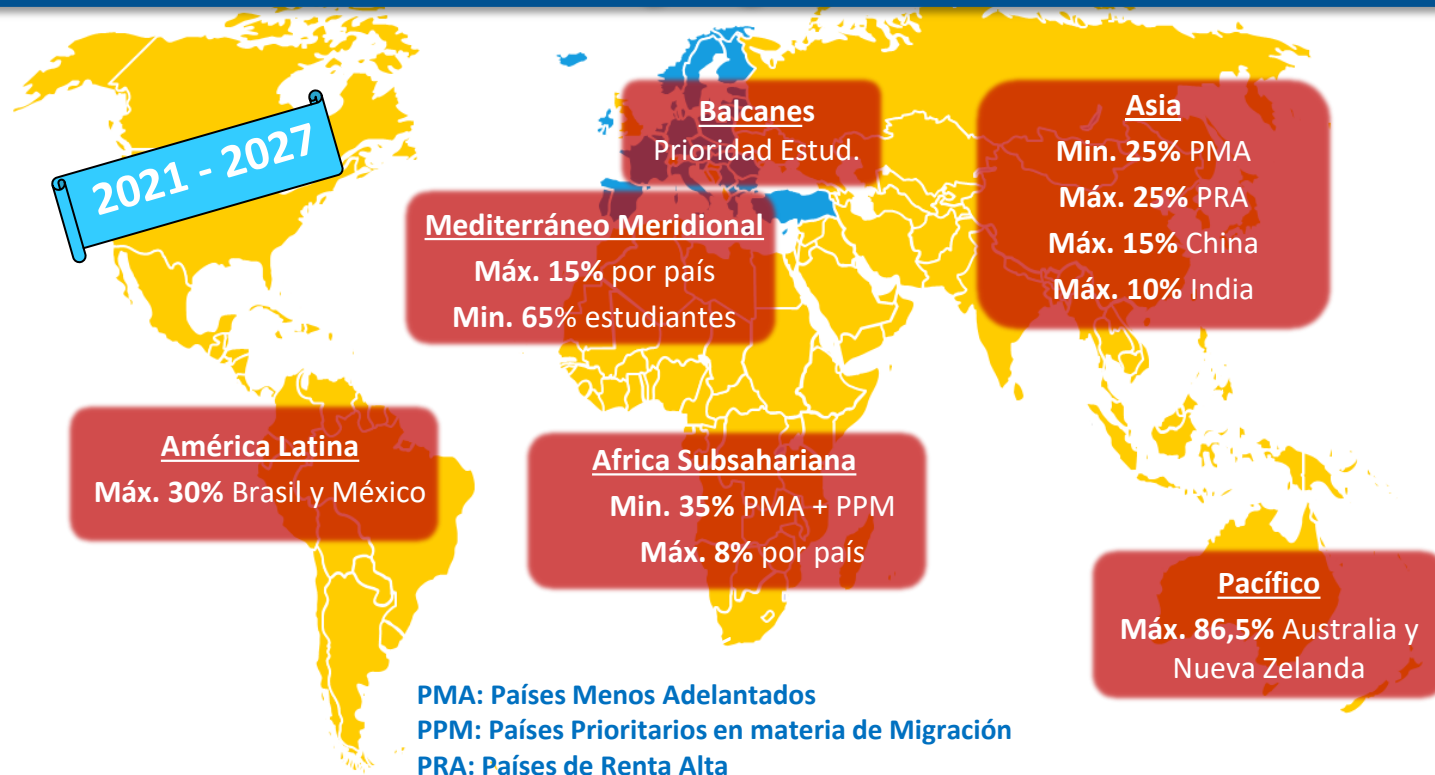 2021 - 2027
Balcanes
Prioridad Estud.
Asia
Min. 25% PMA
Máx. 25% PRA
Máx. 15% China
Máx. 10% India
Mediterráneo Meridional
Máx. 15% por país
Min. 65% estudiantes
América Latina
Máx. 30% Brasil y México
Africa Subsahariana
Min. 35% PMA + PPM
Máx. 8% por país
Pacífico
Máx. 86,5% Australia y
Nueva Zelanda
PMA: Países Menos Adelantados
PPM: Países Prioritarios en materia de Migración
PRA: Países de Renta Alta